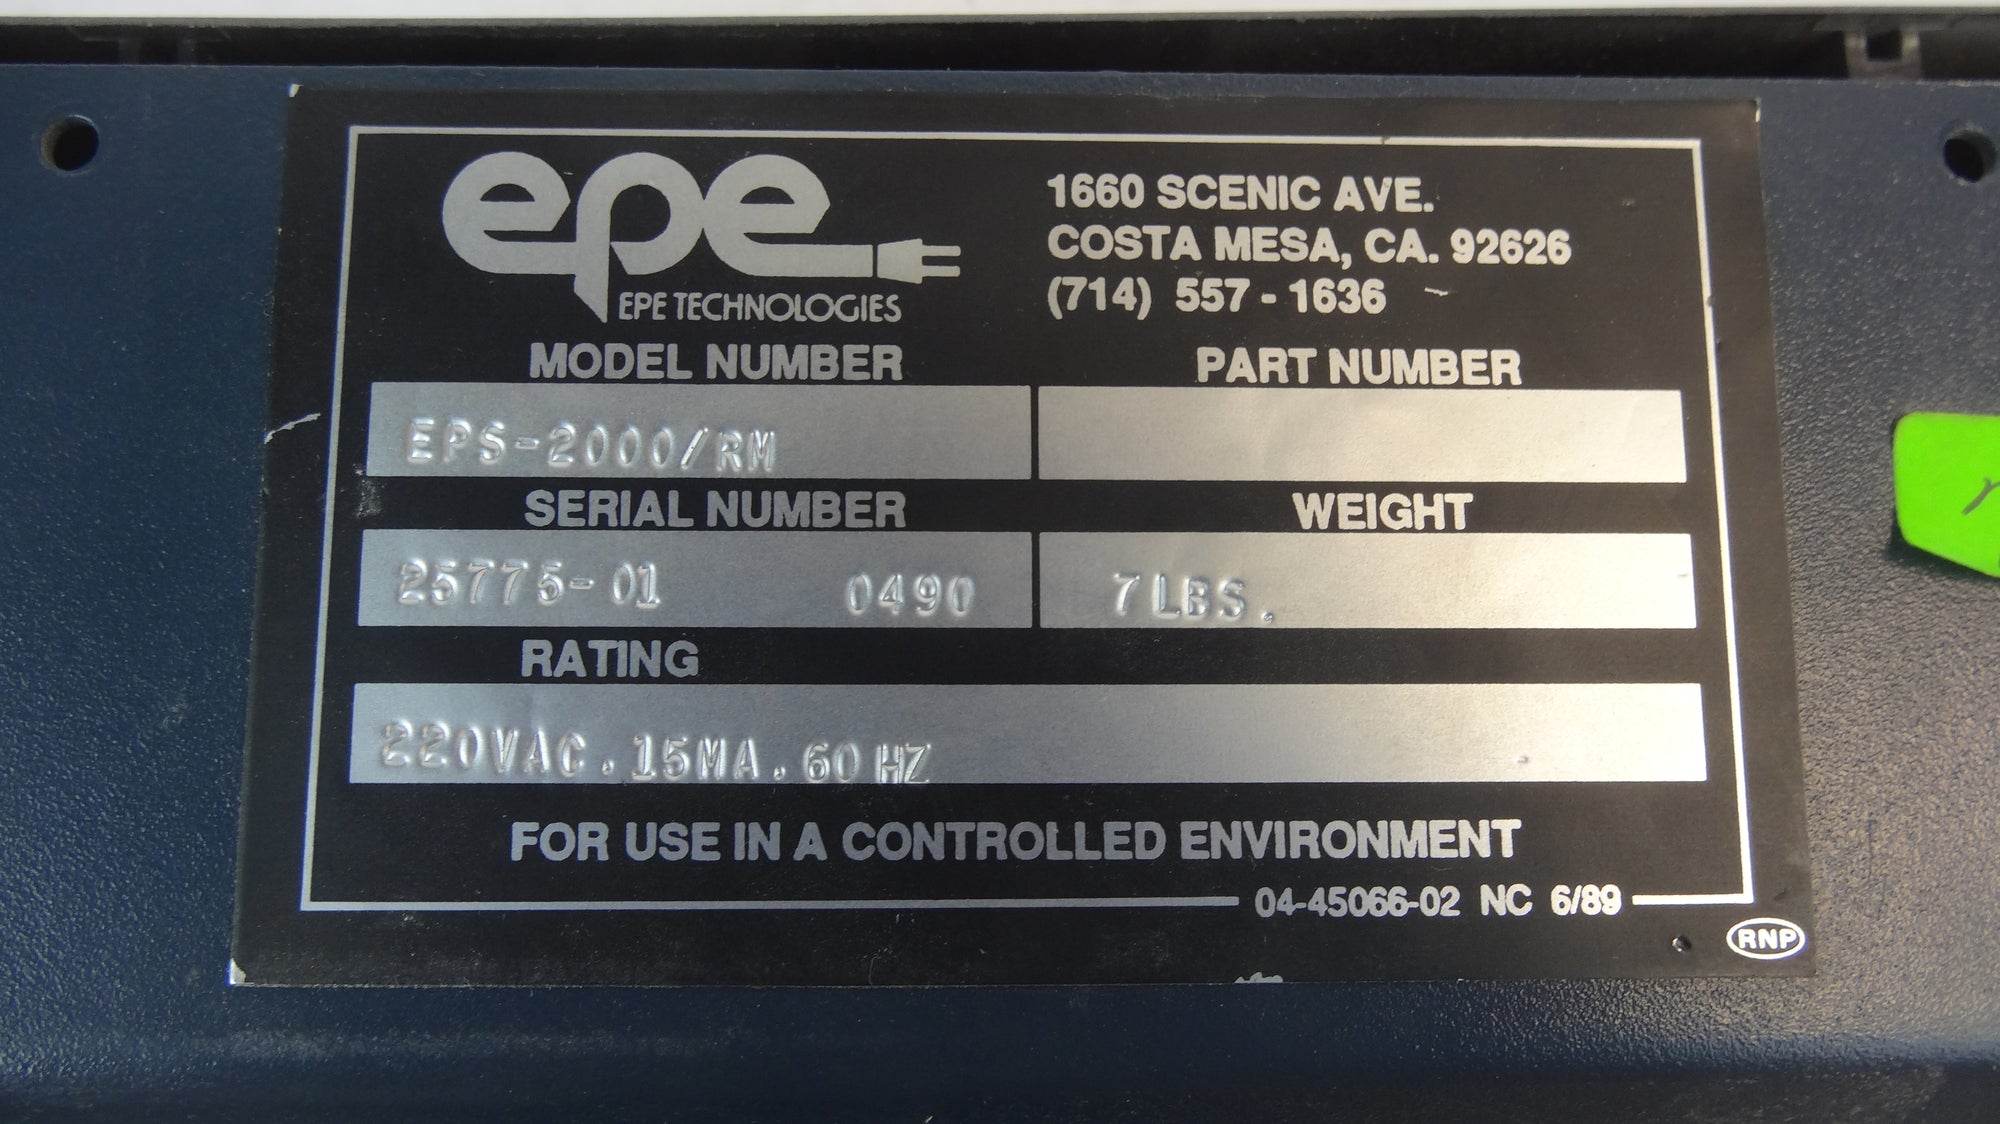 epe
EPE TECHNOLOGIES
1660 SCENIC AVE.
COSTA MESA, CA. 92626
(714) 557-1636
MODEL NUMBER PART NUMBER
EPS-2000/RM
SERIAL NUMBER WEIGHT
25775-01 0490 7LBS.
RATING
220VAC.15MA.60HZ
FOR USE IN A CONTROLLED ENVIRONMENT
04-45066-02 NC 6/89
RNP